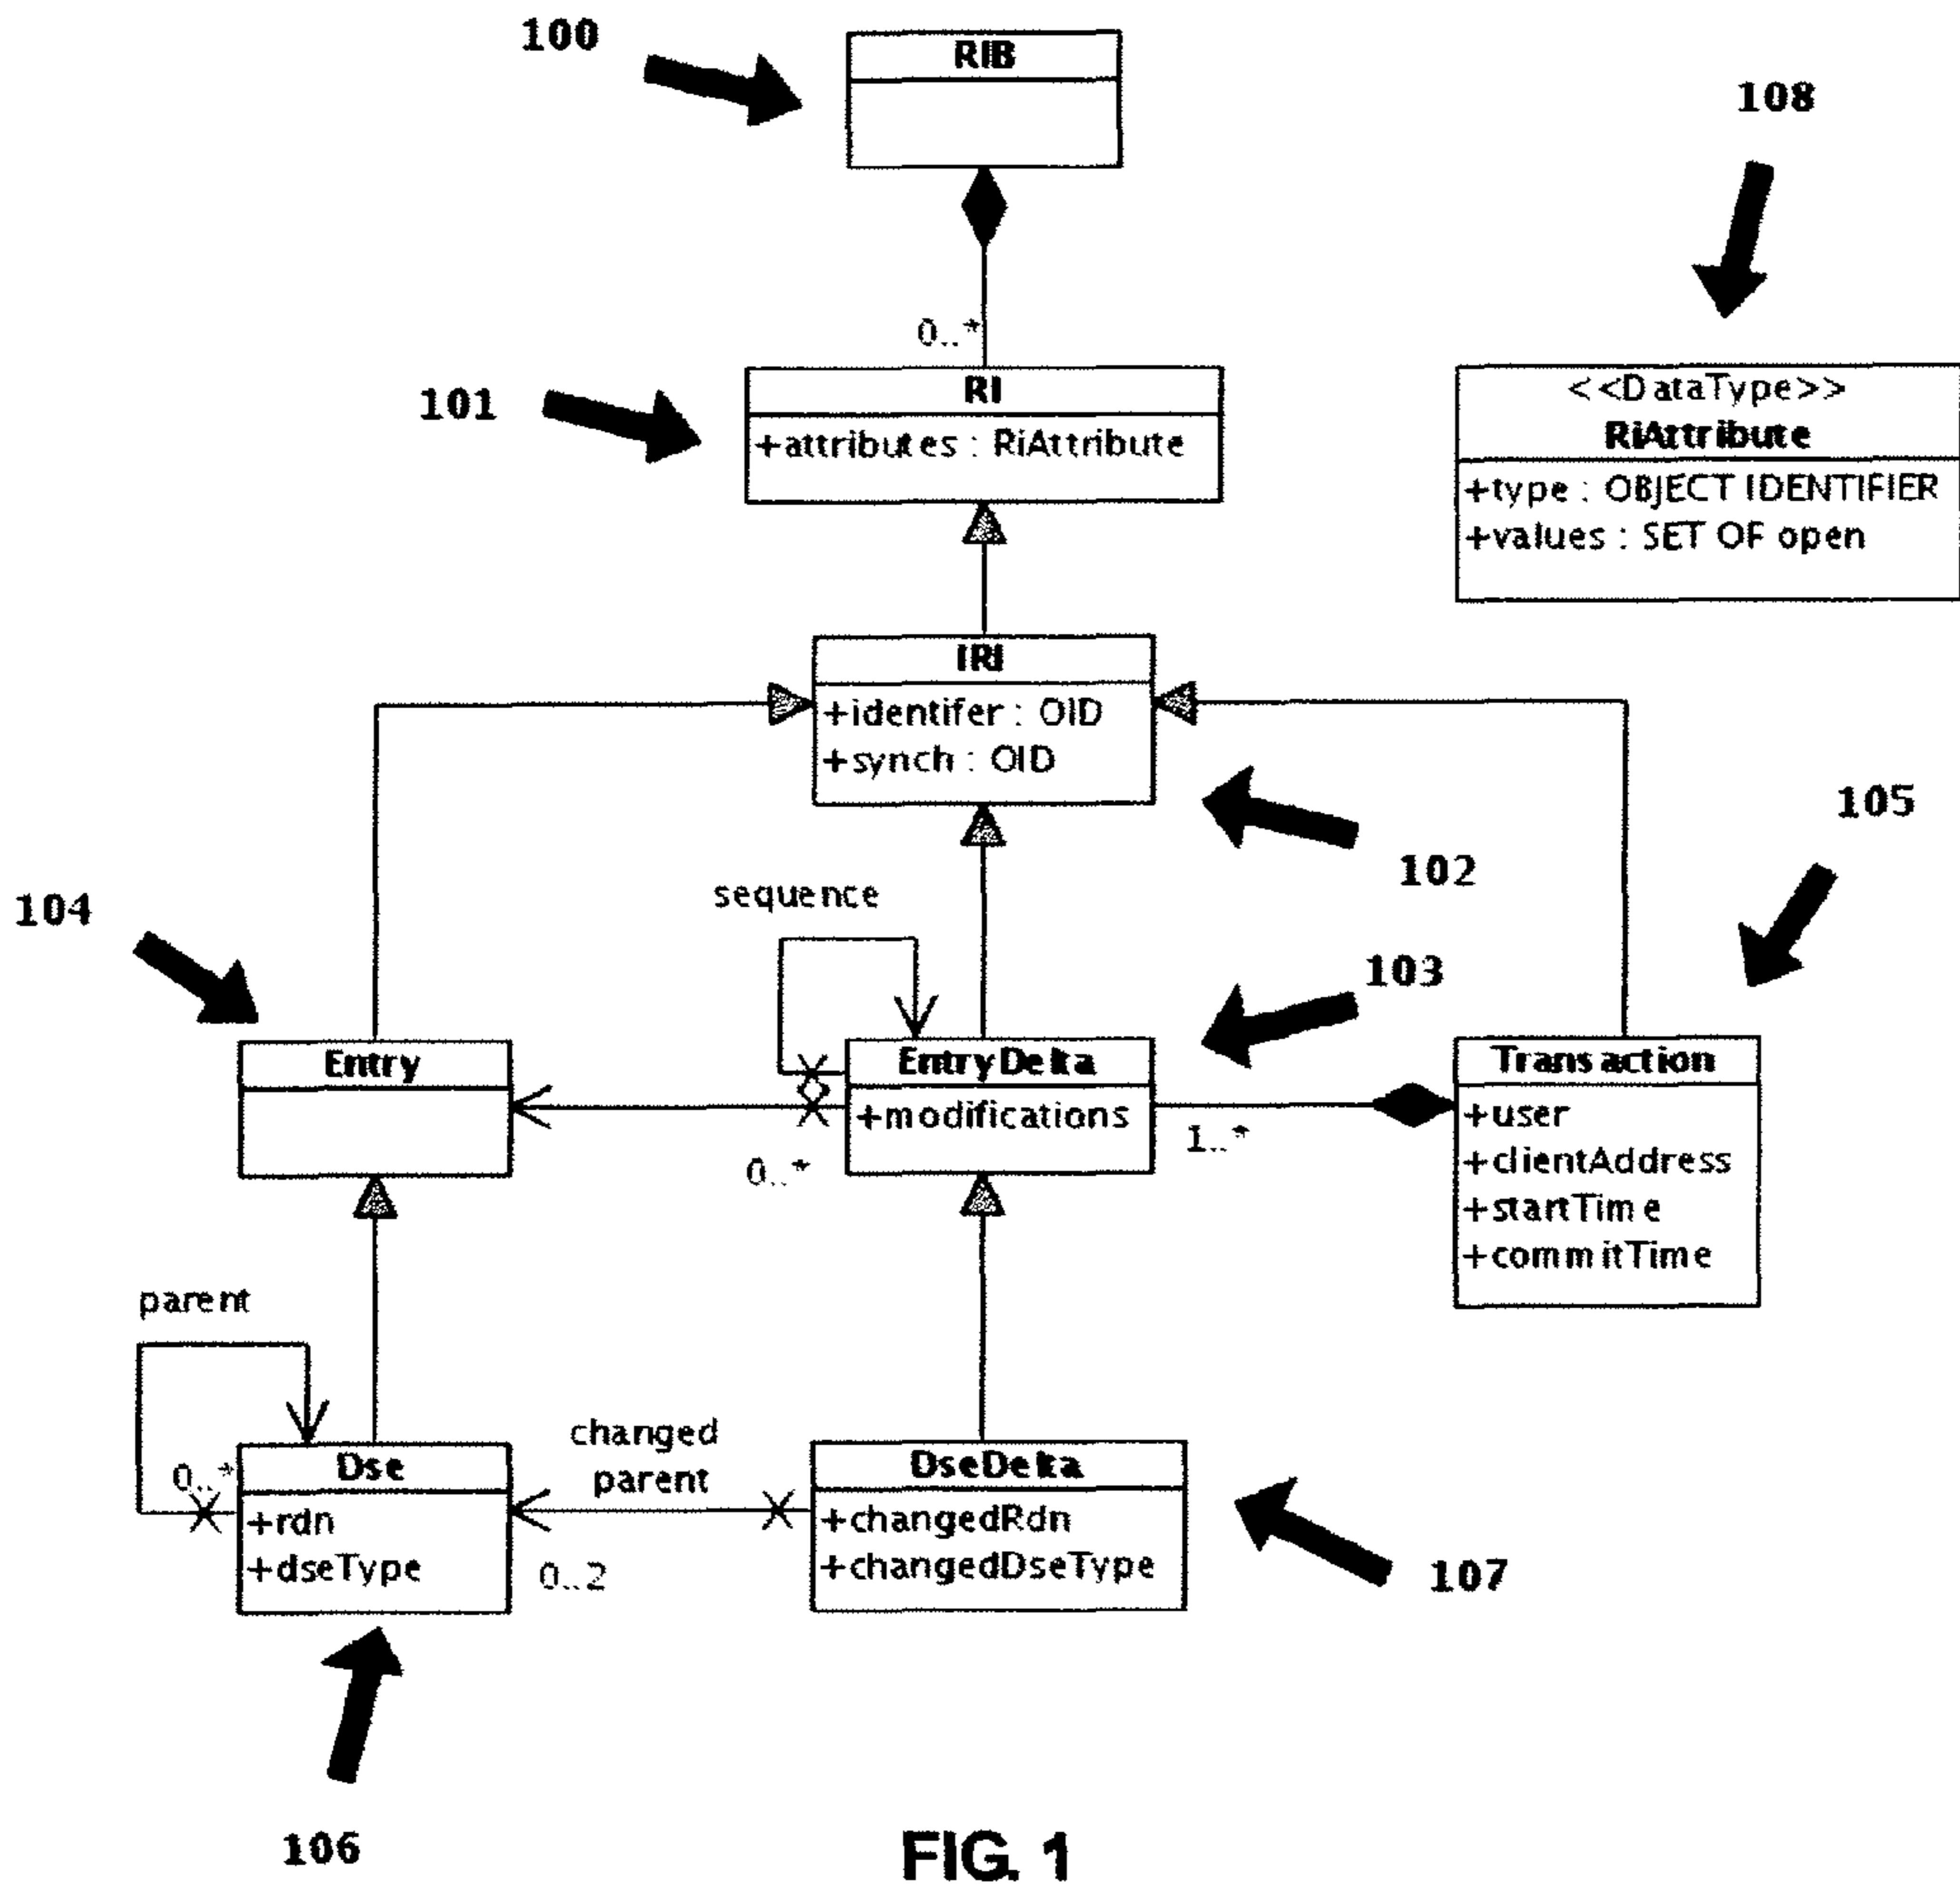 100
RIB
108
0..*
101
RI
+attributes : RiAttribute
<<DataType>>
RiAttribute
+type : OBJECT IDENTIFIER
+values : SET OF open
IRI
+identifer : OID
+synch : OID
105
102
104
sequence
103
Entry
EntryDelta
+modifications
0..*
1..*
Transaction
+user
+clientAddress
+startTime
+commitTime
parent
changed
parent
0..*
Dse
+rdn
+dseType
0..2
DseDelta
+changedRdn
+changedDseType
107
106
FIG. 1